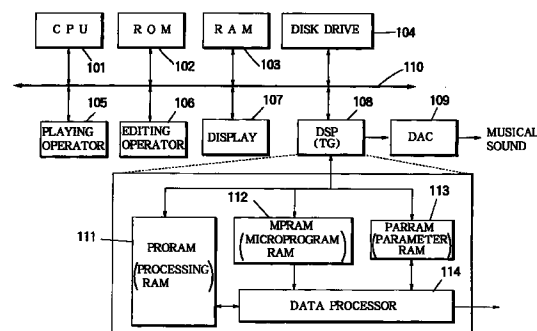 CPU
ROM
RAM
DISK DRIVE
101
102
103
104
110
105
106
107
108
109
PLAYING
OPERATOR
EDITING
OPERATOR
DISPLAY
DSP
(TG)
DAC
MUSICAL
SOUND
111
112
113
PRORAM
(PROCESSING
RAM)
MPRAM
(MICROPROGRAM
RAM)
PARRAM
(PARAMETER
RAM)
114
DATA PROCESSOR